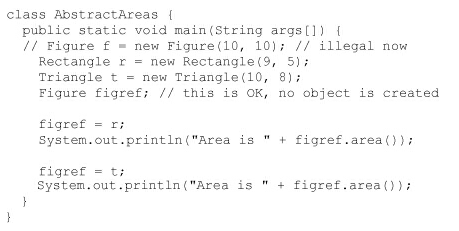 class AbstractAreas {
  public static void main(String args[]) {
  // Figure f = new Figure(10, 10); // illegal now
    Rectangle r = new Rectangle(9, 5);
    Triangle t = new Triangle(10, 8);
    Figure figref; // this is OK, no object is created

    figref = r;
    System.out.println("Area is " + figref.area());

    figref = t;
    System.out.println("Area is " + figref.area());
  }
}